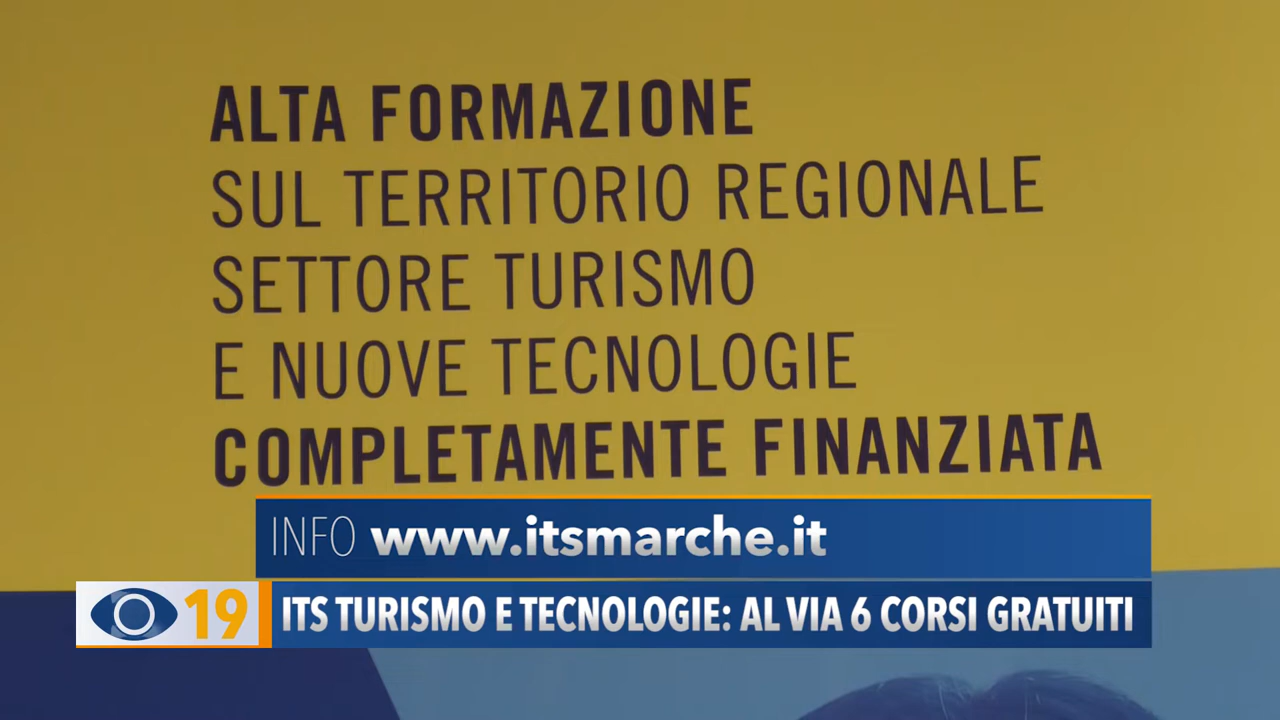 ALTA FORMAZIONE
SUL TERRITORIO REGIONALE
SETTORE TURISMO
E NUOVE TECNOLOGIE
COMPLETAMENTE FINANZIATA
INFO www.itsmarche.it
19 ITS TURISMO E TECNOLOGIE: AL VIA 6 CORSI GRATUITI